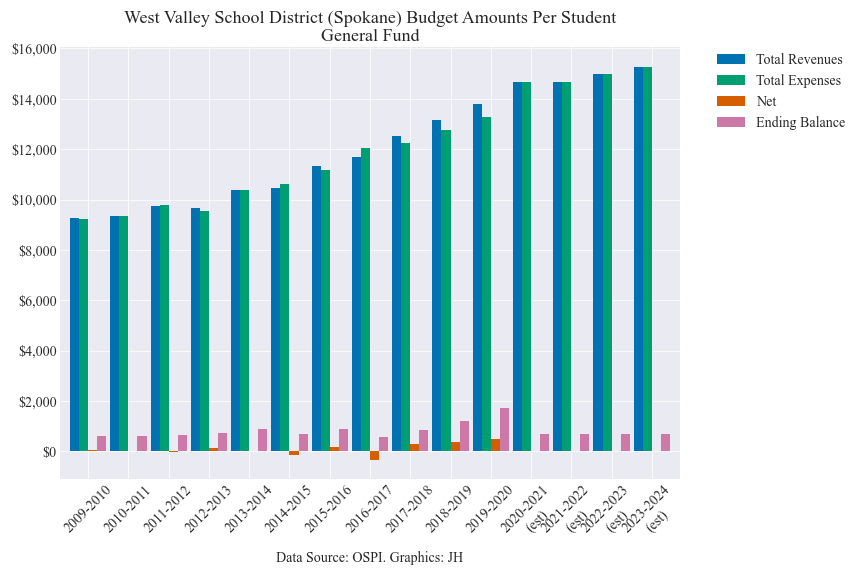 West Valley School District (Spokane) Budget Amounts Per Student
General Fund
$16,000
$14,000
$12,000
$10,000
$8,000
$6,000
$4,000
$2,000
$0
Total Revenues
Total Expenses
Net
Ending Balance
2009-2010
2010-2011
2011-2012
2012-2013
2013-2014
2014-2015
2015-2016
2016-2017
2017-2018
2018-2019
2019-2020
2020-2021
(est)
2021-2022
(est)
2022-2023
(est)
2023-2024
(est)
Data Source: OSPI. Graphics: JH